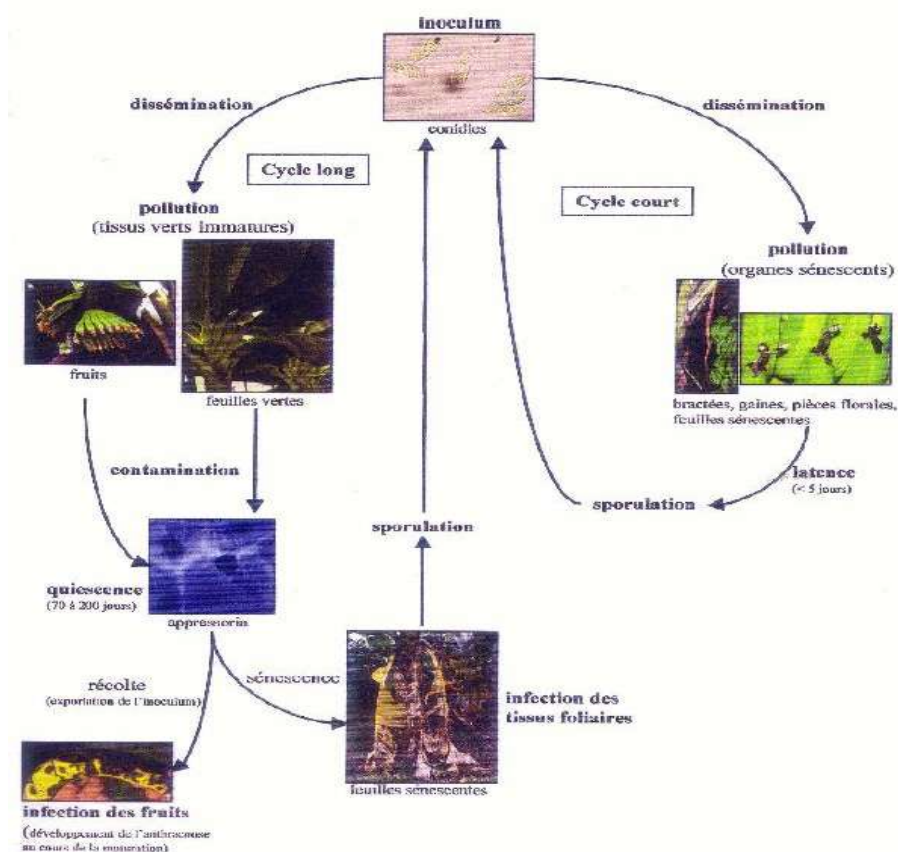 inoculum
conidies
dissémination
dissémination
Cycle long
Cycle court
pollution
(tissus verts immatures)
pollution
(organes sénescents)
fruits
feuilles vertes
bractées, gaines, pièces florales,
feuilles sénescentes
contamination
latence
(< 5 jours)
sporulation
sporulation
quiescence
(70 à 200 jours)
appressoria
récolte
(exportation de l'inoculum)
sénescence
infection des
tissus foliaires
feuilles sénescentes
infection des fruits
(développement de l'anthracnose
au cours de la maturation)